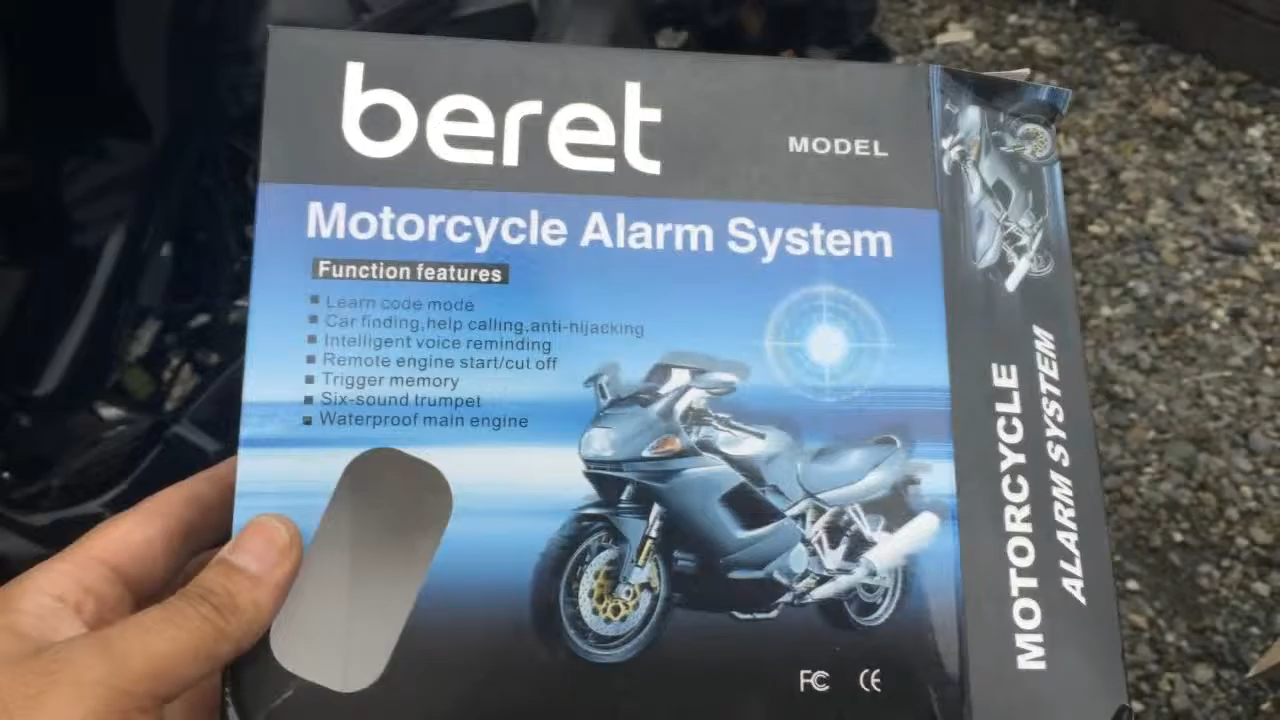 beret
MODEL
Motorcycle Alarm System
Function features
Learn code mode
Car finding,help calling,anti-hijacking
Intelligent voice reminding
Remote engine start/cut off
Trigger memory
Six-sound trumpet
Waterproof main engine
FC CE
MOTORCYCLE
ALARM SYSTEM